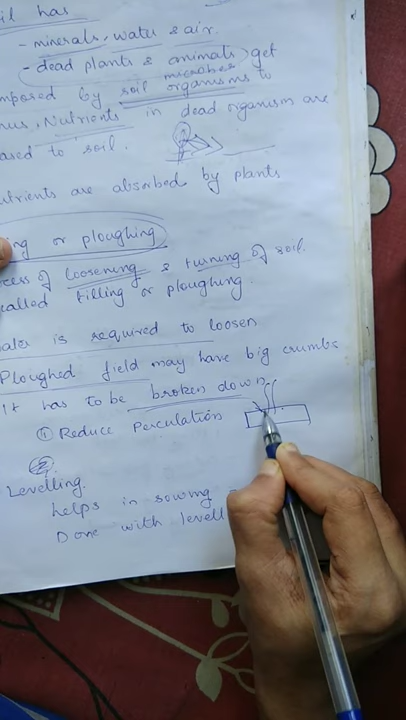 il has
- minerals, water & air.
- dead plants & animals get
microbes
mposed by soil organisms to
mus, Nutrients in dead organism are
ased to soil.
utrients are absorbed by plants
ng or ploughing
cess of loosening & turning of soil.
called tilling or ploughing.
is required to loosen
Ploughed field may have big crumbs
It has to be broken down.
① Reduce Perculation
Levelling.
helps in sowing
Done with levell